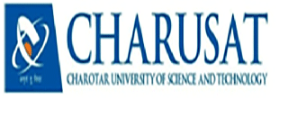 CHARUSAT
CHAROTAR UNIVERSITY OF SCIENCE AND TECHNOLOGY